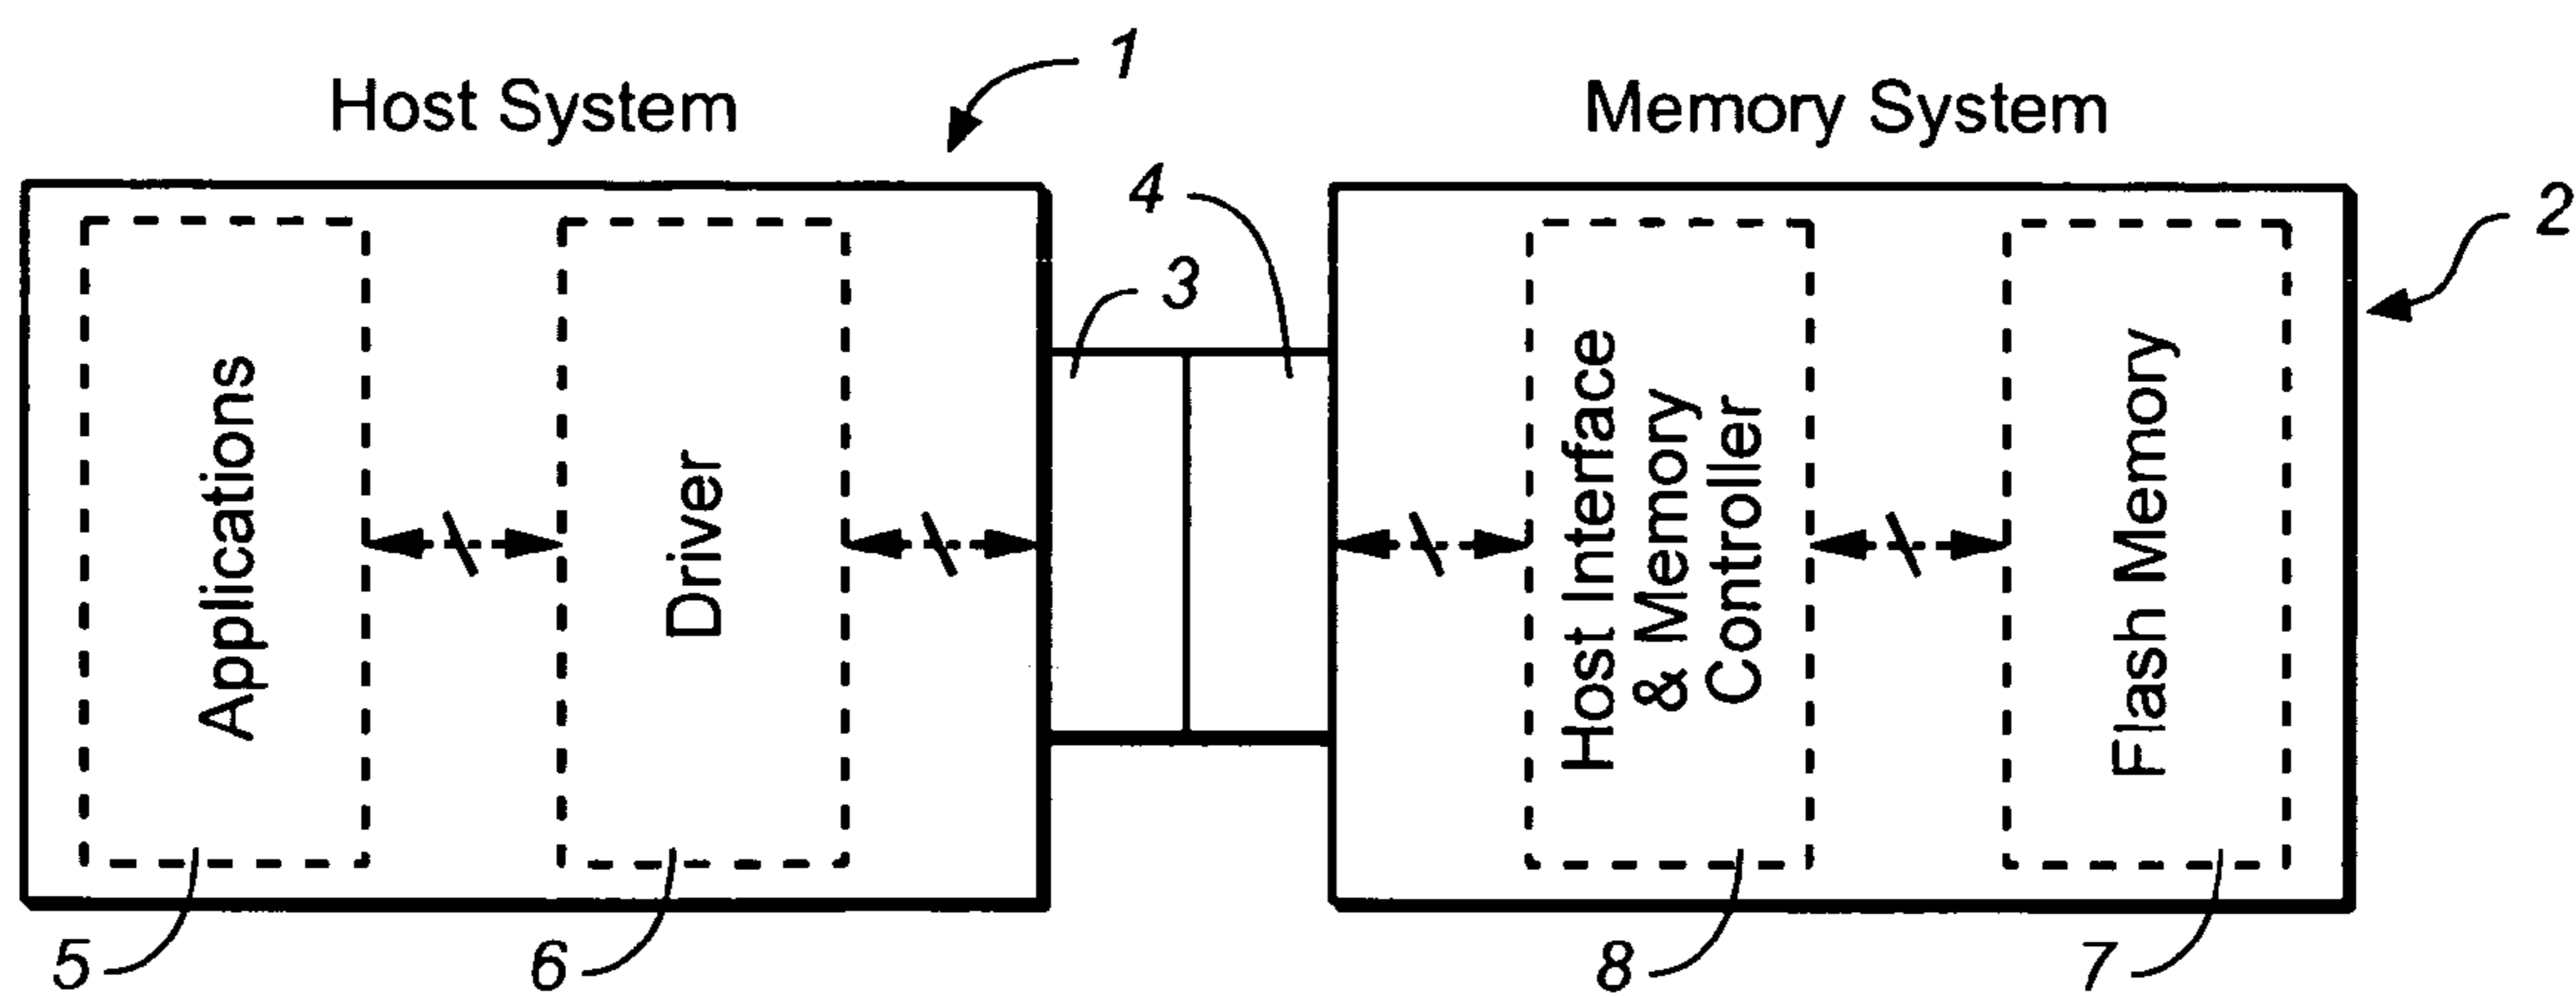 Host System
1
Memory System
2
4
3
Applications
Driver
Host Interface
& Memory
Controller
Flash Memory
5
6
8
7